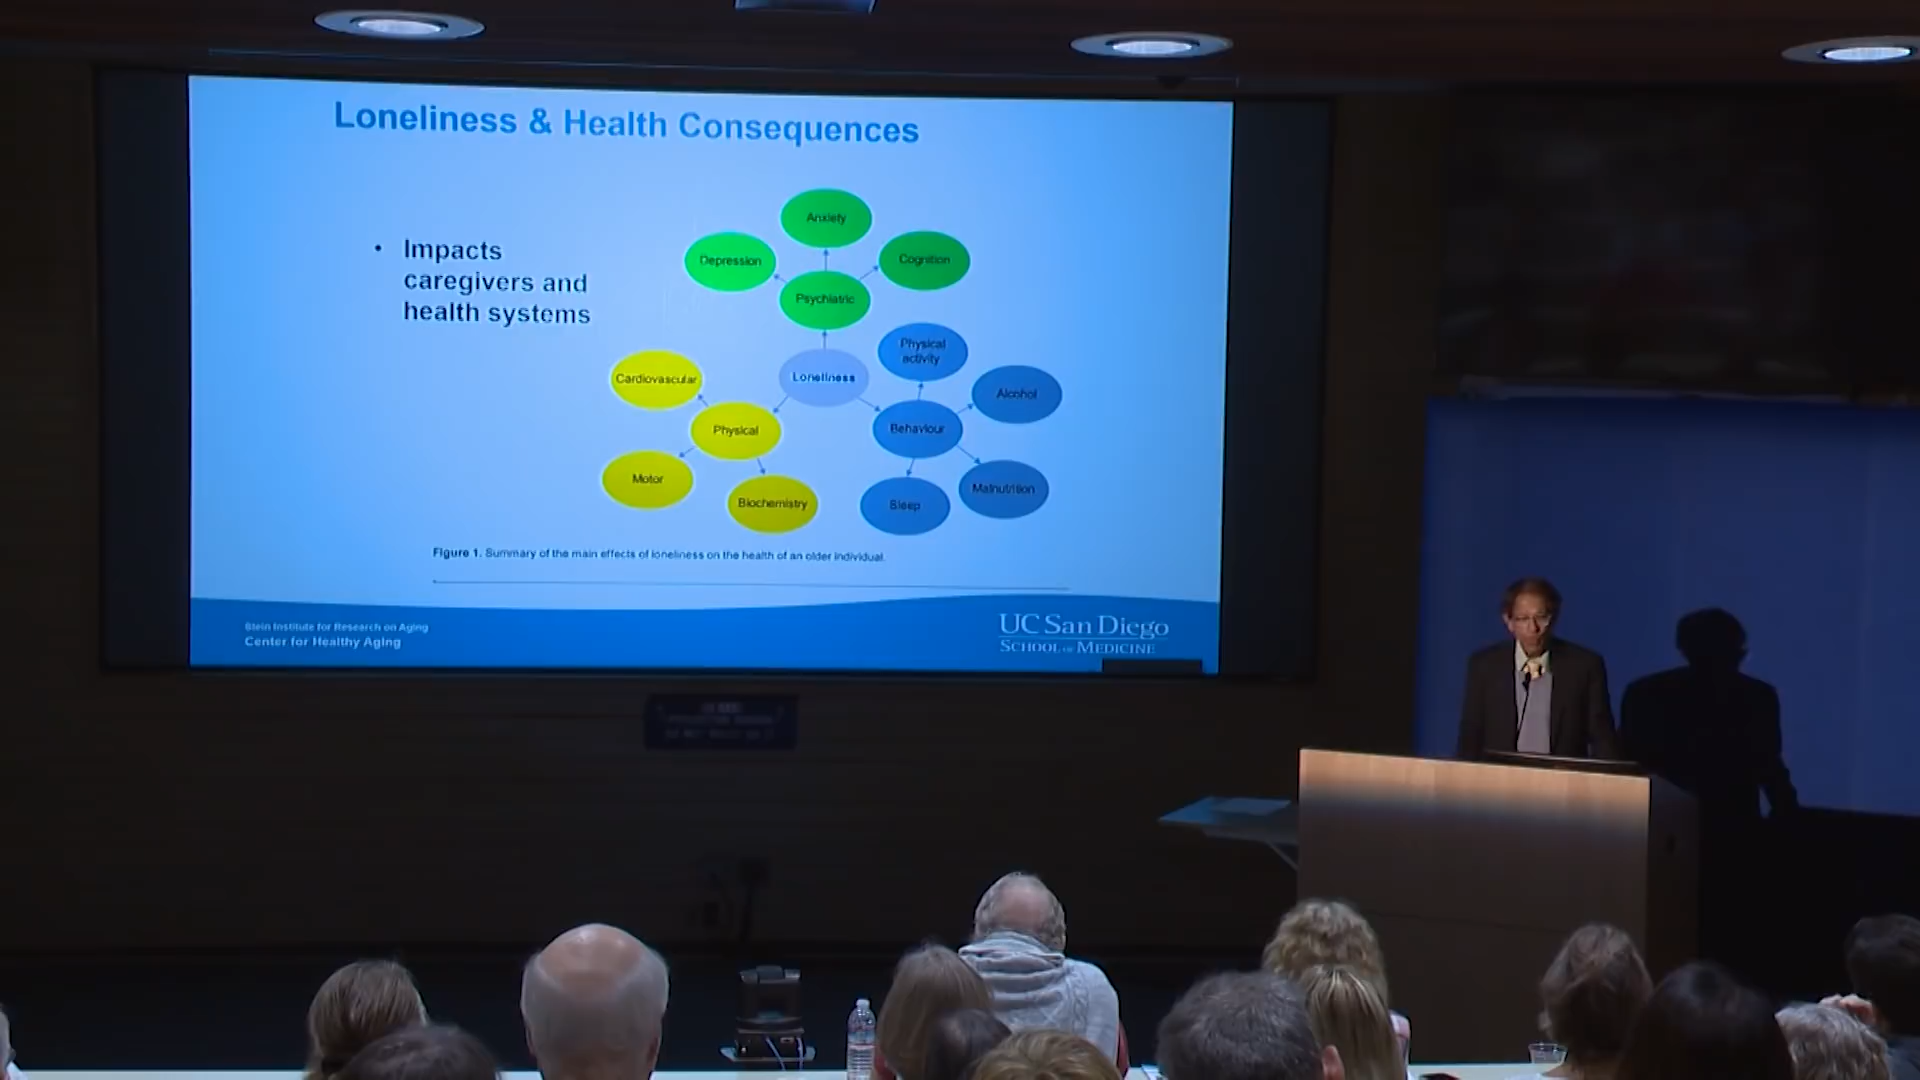 Loneliness & Health Consequences
• Impacts
caregivers and
health systems
Anxiety
Depression
Cognition
Psychiatric
Physical
activity
Cardiovascular
Loneliness
Alcohol
Physical
Behaviour
Motor
Malnutrition
Biochemistry
Sleep
Figure 1. Summary of the main effects of loneliness on the health of an older individual.
Stein Institute for Research on Aging
Center for Healthy Aging
UC San Diego
SCHOOL OF MEDICINE